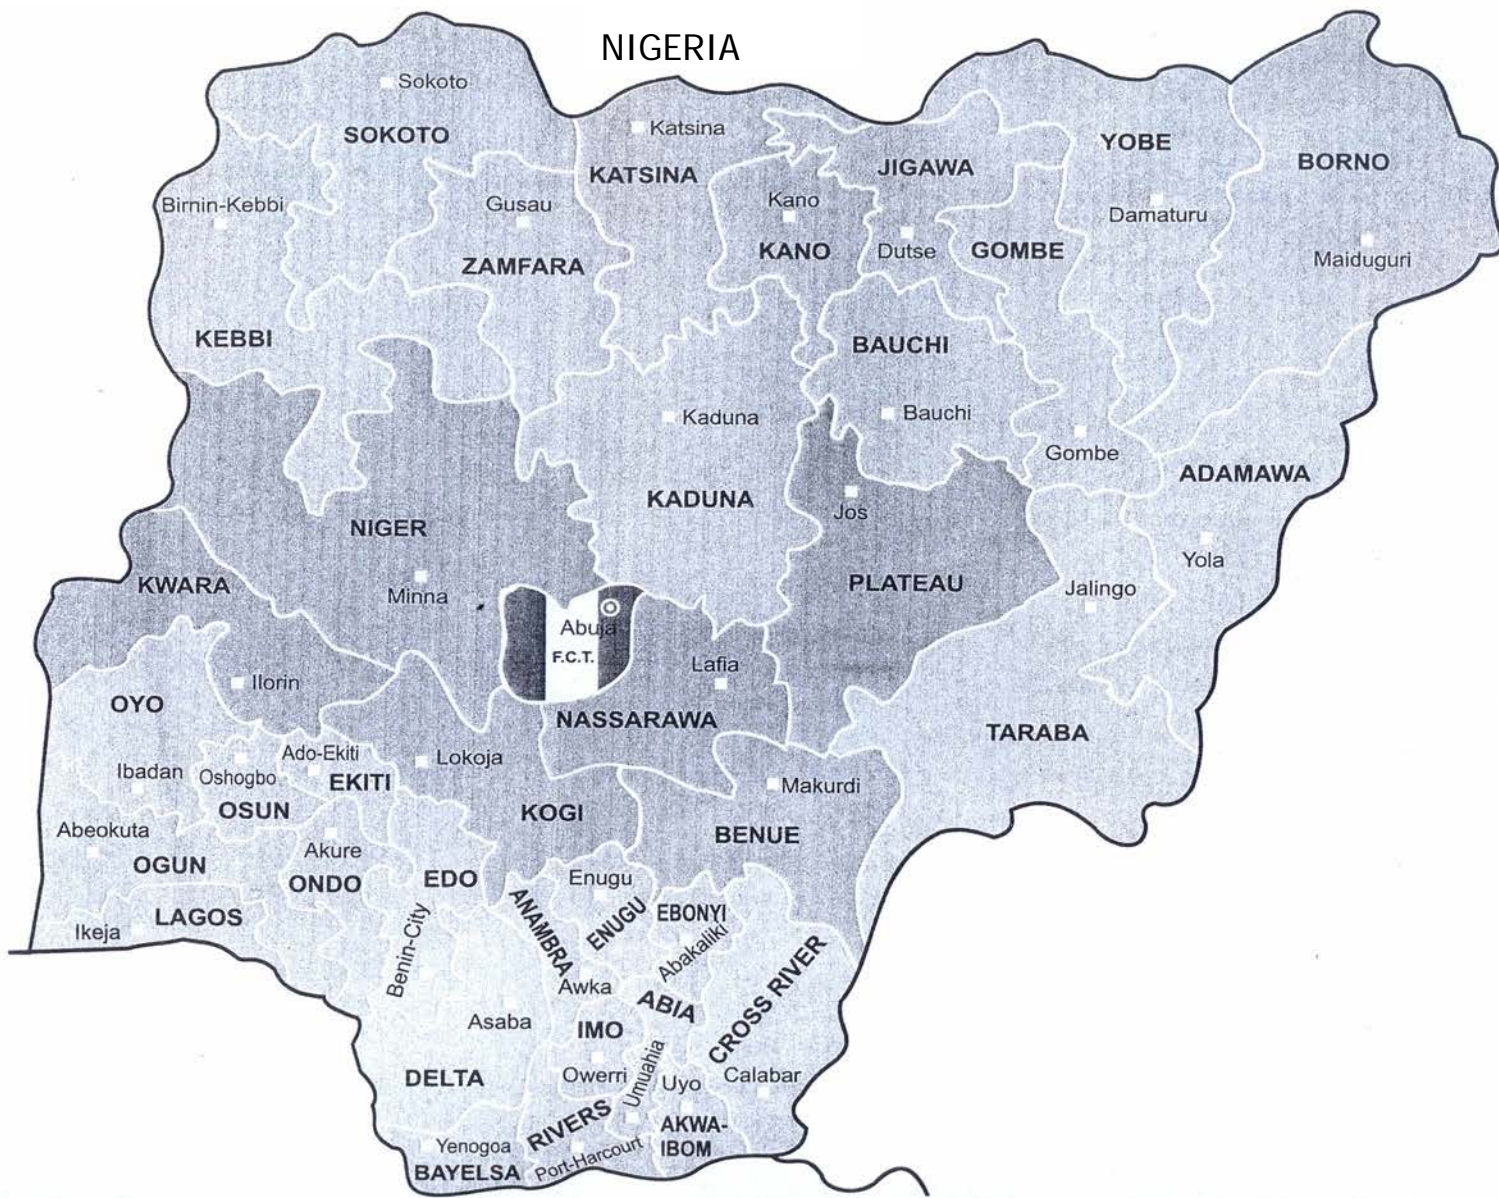 NIGERIA
Sokoto
SOKOTO
Katsina
KATSINA
JIGAWA
YOBE
BORNO
Birnin-Kebbi
Gusau
Kano
Damaturu
ZAMFARA
KANO
Dutse
GOMBE
Maiduguri
KEBBI
BAUCHI
Kaduna
Bauchi
Gombe
ADAMAWA
KADUNA
Jos
NIGER
Yola
KWARA
Minna
PLATEAU
Jalingo
Abuja
F.C.T.
Lafia
Ilorin
OYO
NASSARAWA
TARABA
Ado-Ekiti
Lokoja
Ibadan
Oshogbo
EKITI
Makurdi
OSUN
KOGI
BENUE
Abeokuta
Akure
OGUN
ONDO
EDO
Enugu
ANAMBRA
ENUGU
EBONYI
LAGOS
Ikeja
Benin-City
Abakaliki
CROSS RIVER
Awka
ABIA
Asaba
IMO
Owerri
Umuahia
Uyo
Calabar
DELTA
RIVERS
AKWA-
IBOM
Yenogoa
Port-Harcourt
BAYELSA